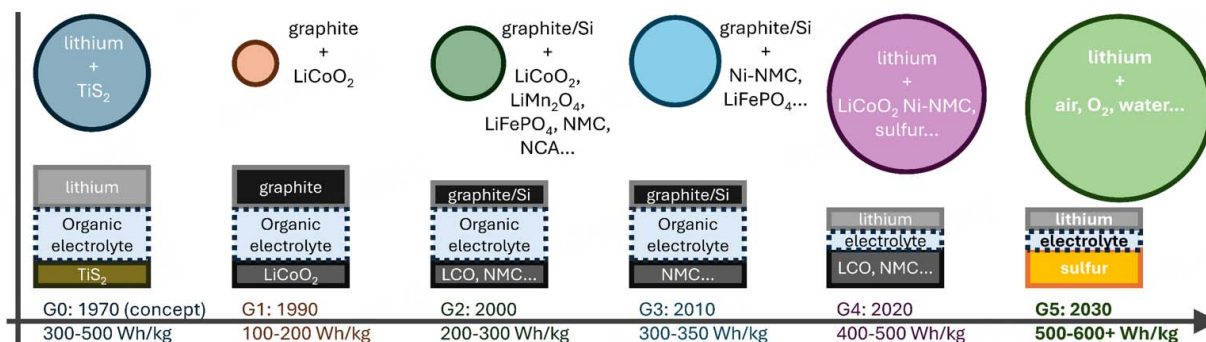 lithium
+
TiS₂
graphite
+
LiCoO₂
graphite/Si
+
LiCoO₂,
LiMn₂O₄,
LiFePO₄, NMC,
NCA...
graphite/Si
+
Ni-NMC,
LiFePO₄...
lithium
+
LiCoO₂ Ni-NMC,
sulfur...
lithium
+
air, O₂, water...
lithium
Organic
electrolyte
TiS₂
graphite
Organic
electrolyte
LiCoO₂
graphite/Si
Organic
electrolyte
LCO, NMC...
graphite/Si
Organic
electrolyte
NMC...
lithium
electrolyte
LCO, NMC...
lithium
electrolyte
sulfur
G0: 1970 (concept)
300-500 Wh/kg
G1: 1990
100-200 Wh/kg
G2: 2000
200-300 Wh/kg
G3: 2010
300-350 Wh/kg
G4: 2020
400-500 Wh/kg
G5: 2030
500-600+ Wh/kg